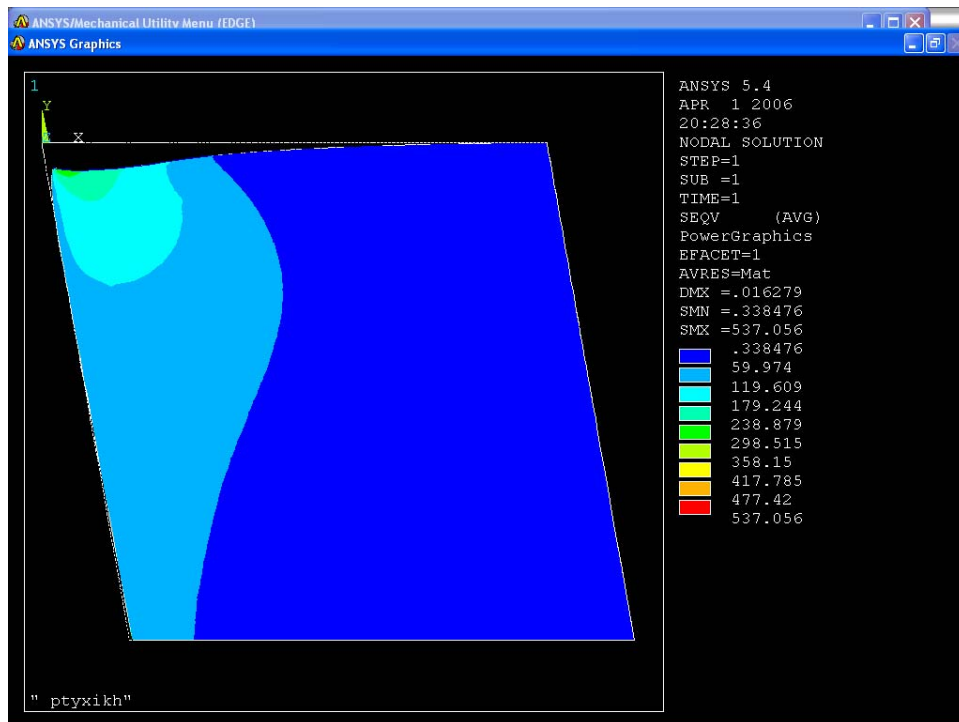 ANSYS/Mechanical Utility Menu (EDGE)
ANSYS Graphics
1
Y
X
ANSYS 5.4
APR 1 2006
20:28:36
NODAL SOLUTION
STEP=1
SUB =1
TIME=1
SEQV (AVG)
PowerGraphics
EFACET=1
AVRES=Mat
DMX =.016279
SMN =.338476
SMX =537.056
.338476
59.974
119.609
179.244
238.879
298.515
358.15
417.785
477.42
537.056
" ptyxikh"